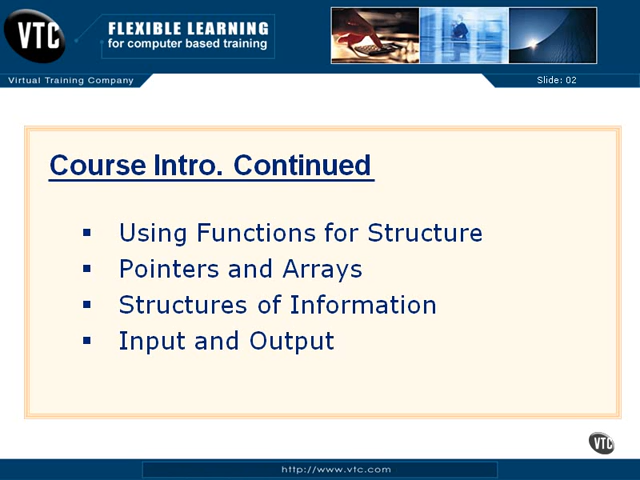 VTC
FLEXIBLE LEARNING
for computer based training
Virtual Training Company
Slide: 02
Course Intro. Continued
▪ Using Functions for Structure
▪ Pointers and Arrays
▪ Structures of Information
▪ Input and Output
VTC
http://www.vtc.com